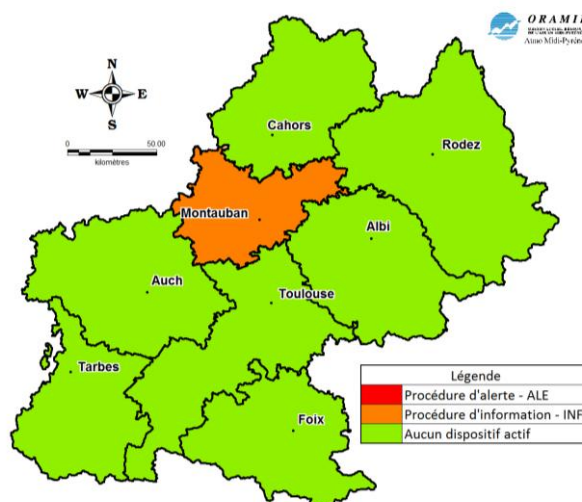 ORAMIP
Atmo Midi-Pyrénées
N
W E
S
0 50.00
kilomètres
Cahors
Rodez
Montauban
Albi
Auch
Toulouse
Tarbes
Foix
Légende
Procédure d'alerte - ALE
Procédure d'information - INF
Aucun dispositif actif